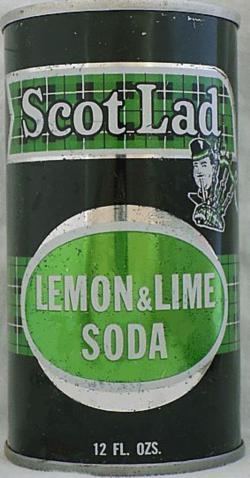 Scot Lad
LEMON & LIME
SODA
12 FL. OZS.